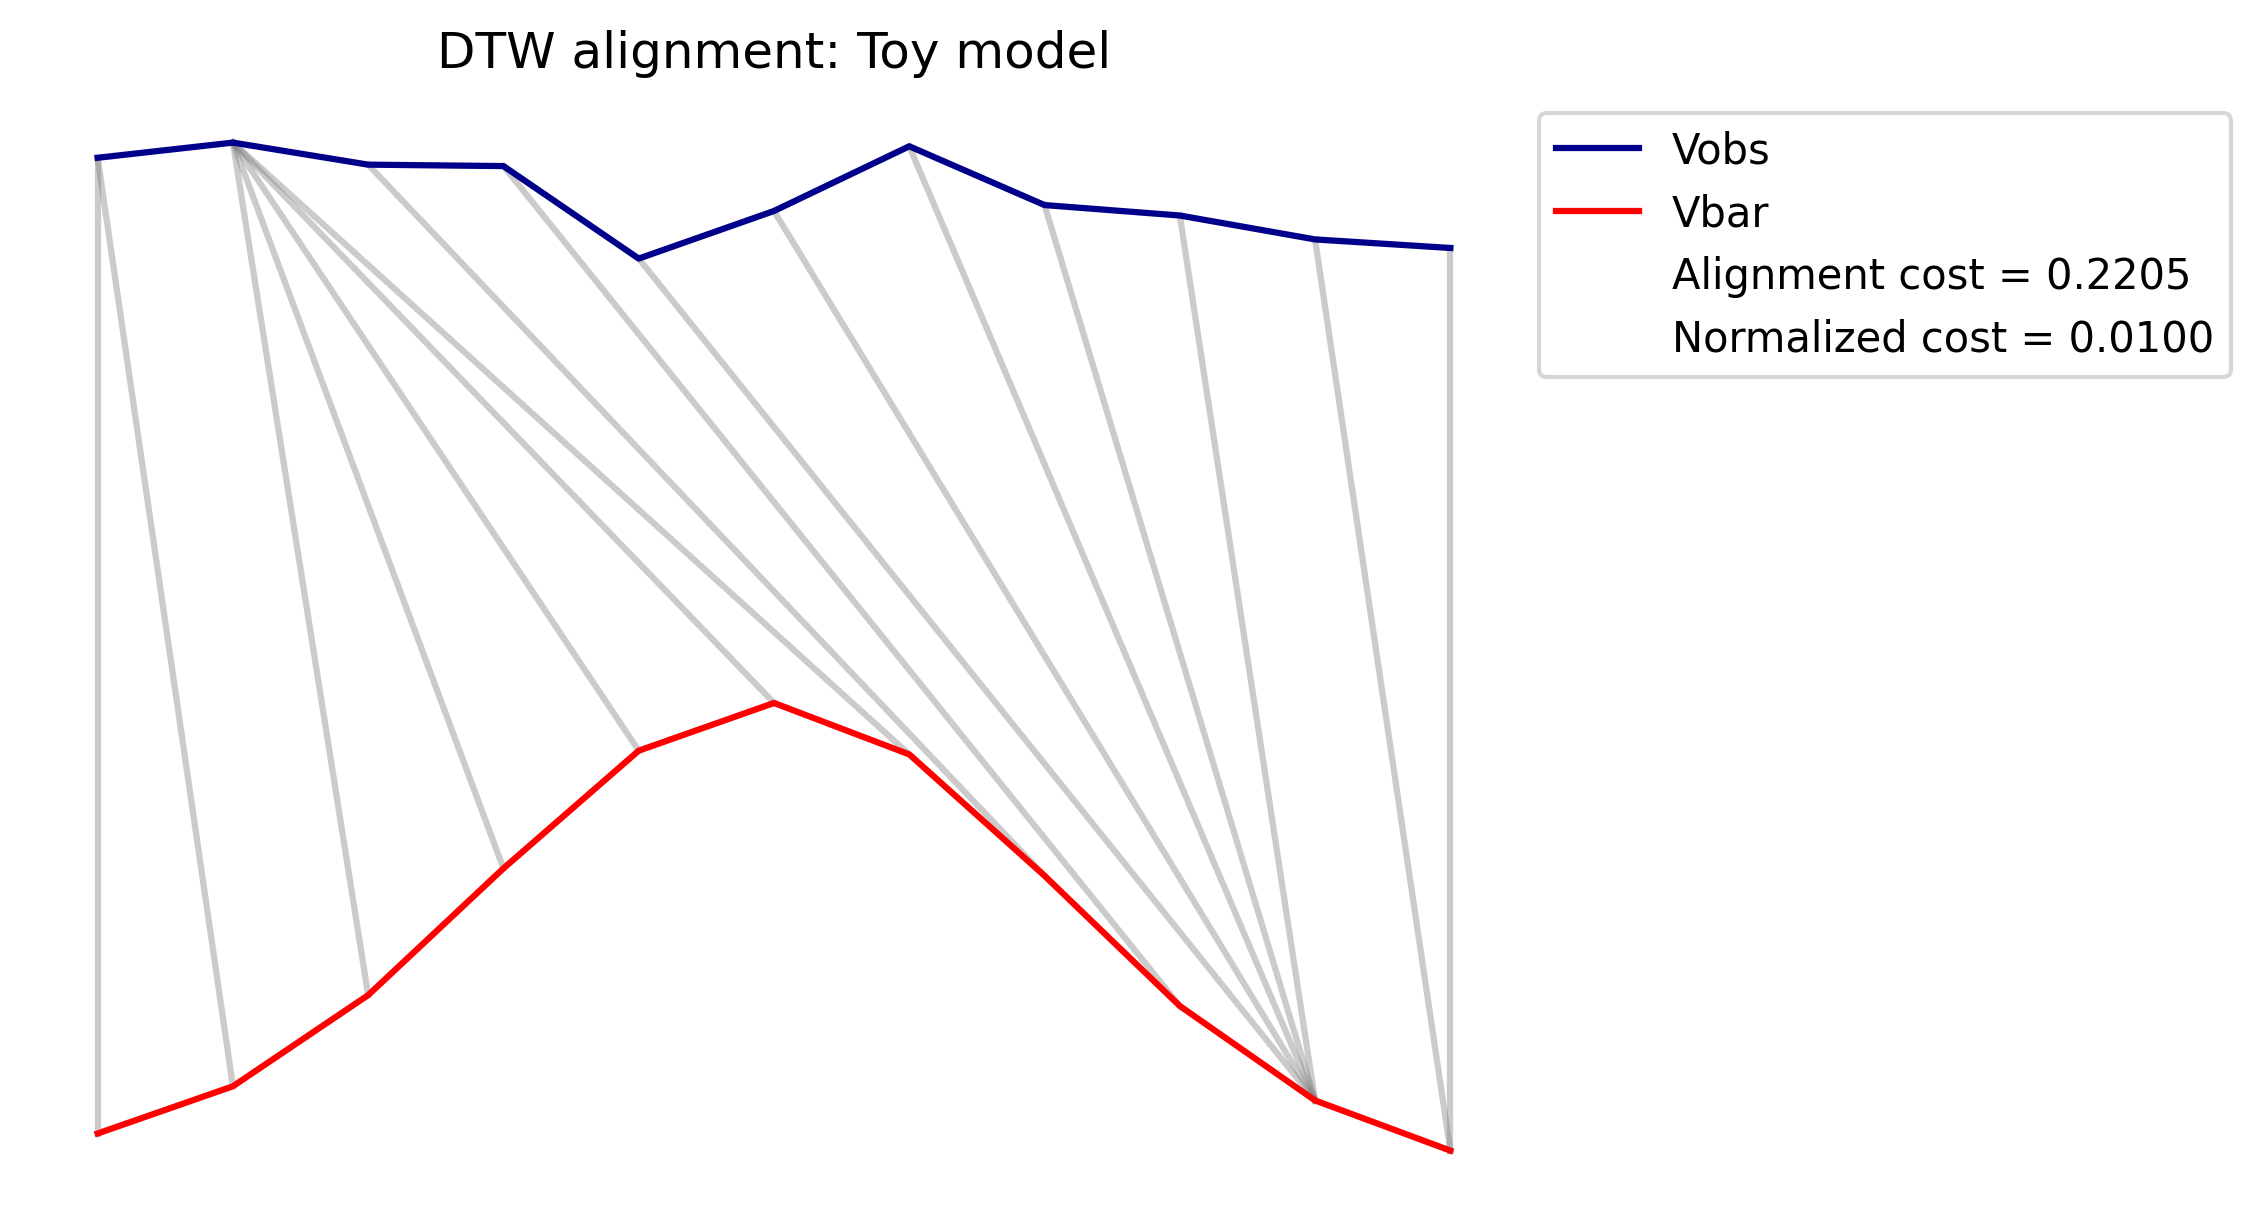 DTW alignment: Toy model
Vobs
Vbar
Alignment cost = 0.2205
Normalized cost = 0.0100